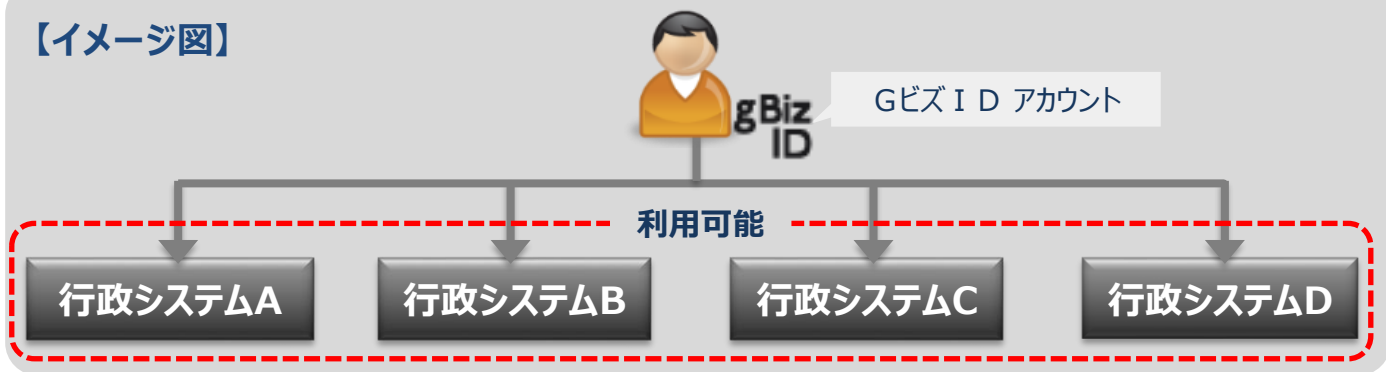 【イメージ図】
gBiz
ID
GビズＩＤ アカウント
利用可能
行政システムA
行政システムB
行政システムC
行政システムD